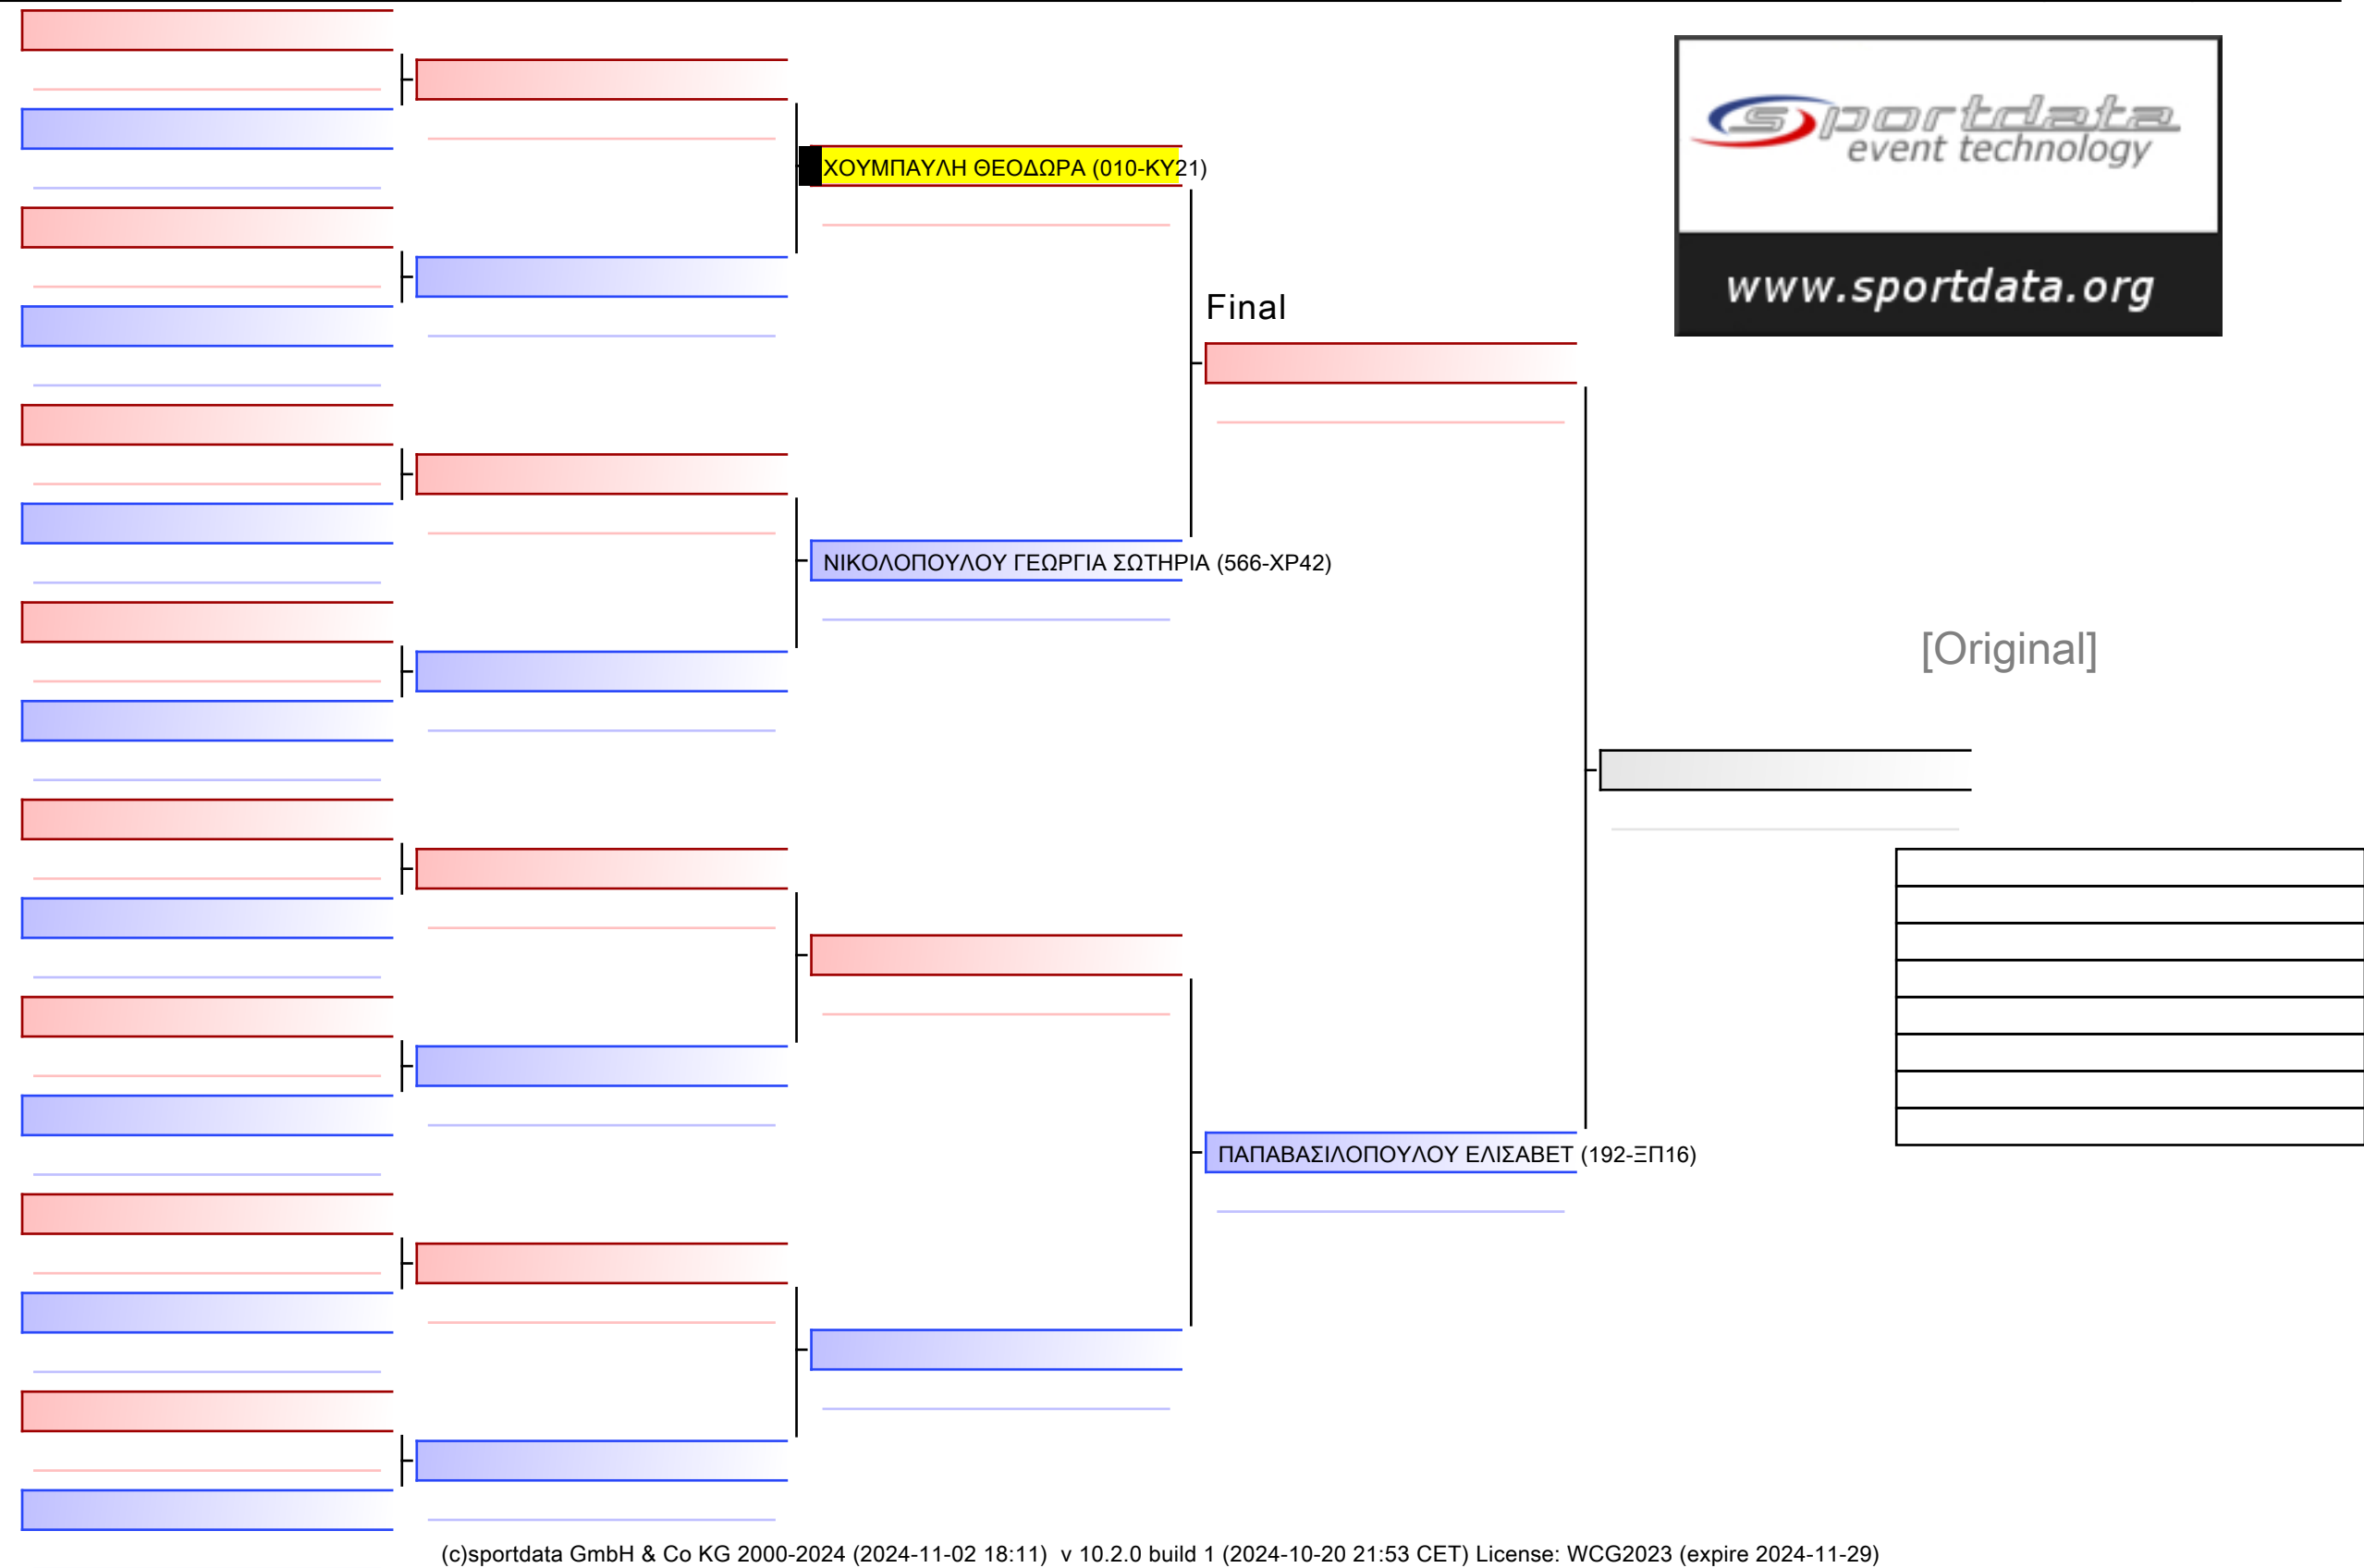 sportdata
event technology
www.sportdata.org
ΧΟΥΜΠΑΥΛΗ ΘΕΟΔΩΡΑ (010-ΚΥ21)
Final
ΝΙΚΟΛΟΠΟΥΛΟΥ ΓΕΩΡΓΙΑ ΣΩΤΗΡΙΑ (566-ΧΡ42)
[Original]
ΠΑΠΑΒΑΣΙΛΟΠΟΥΛΟΥ ΕΛΙΣΑΒΕΤ (192-ΞΠ16)
(c)sportdata GmbH & Co KG 2000-2024 (2024-11-02 18:11) v 10.2.0 build 1 (2024-10-20 21:53 CET) License: WCG2023 (expire 2024-11-29)